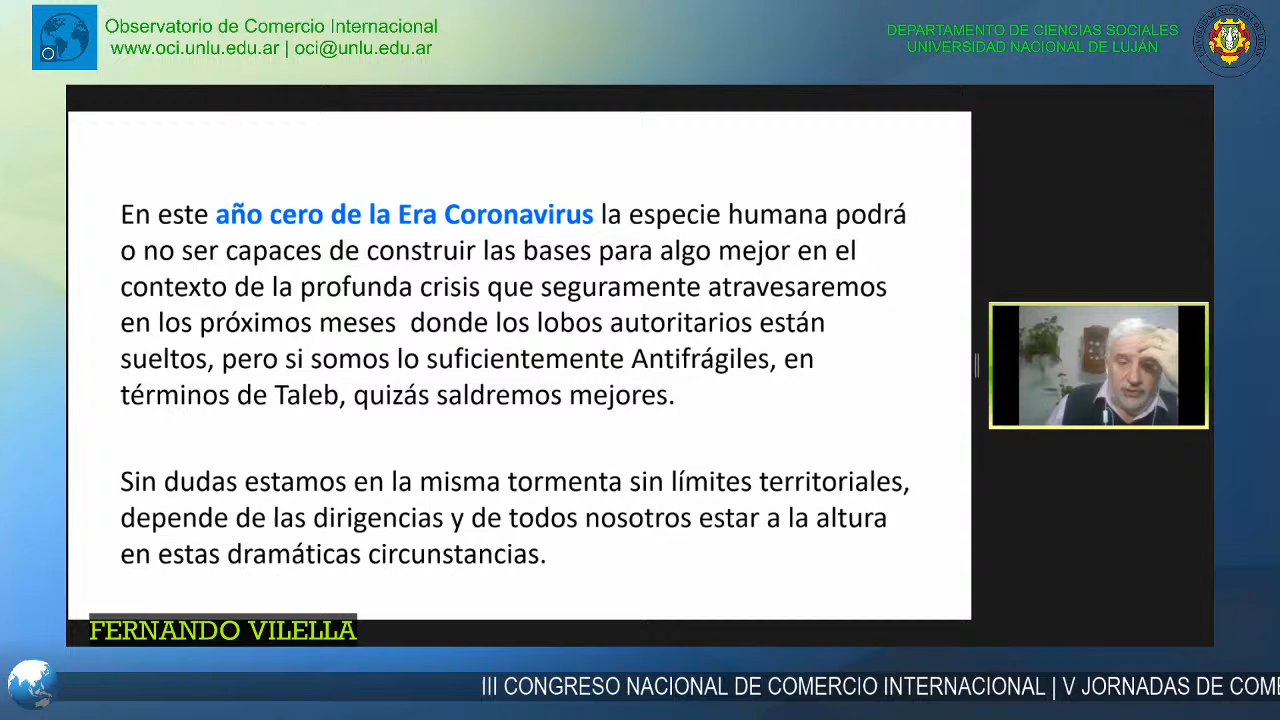 Observatorio de Comercio Internacional
www.oci.unlu.edu.ar | oci@unlu.edu.ar
DEPARTAMENTO DE CIENCIAS SOCIALES
UNIVERSIDAD NACIONAL DE LUJÁN
En este año cero de la Era Coronavirus la especie humana podrá
o no ser capaces de construir las bases para algo mejor en el
contexto de la profunda crisis que seguramente atravesaremos
en los próximos meses donde los lobos autoritarios están
sueltos, pero si somos lo suficientemente Antifrágiles, en
términos de Taleb, quizás saldremos mejores.
Sin dudas estamos en la misma tormenta sin límites territoriales,
depende de las dirigencias y de todos nosotros estar a la altura
en estas dramáticas circunstancias.
FERNANDO VILELLA
III CONGRESO NACIONAL DE COMERCIO INTERNACIONAL | V JORNADAS DE COME